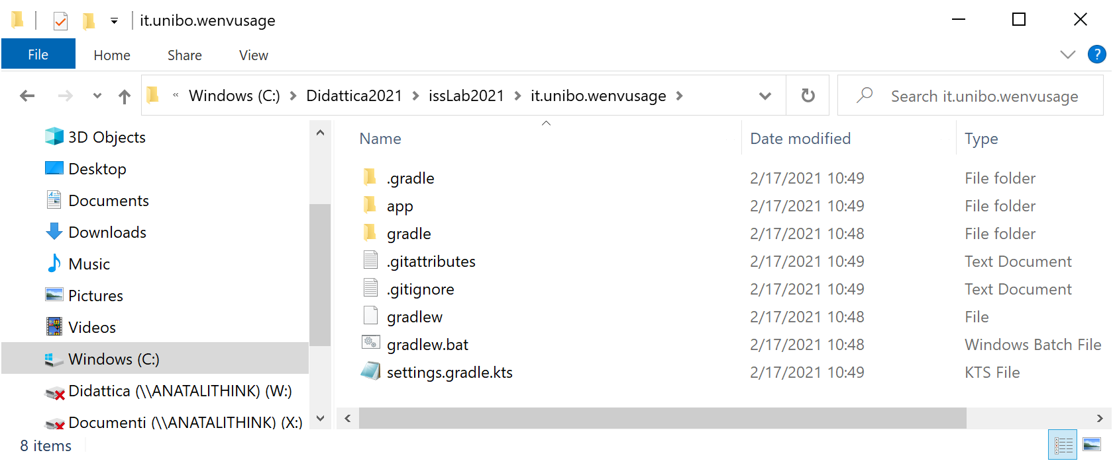 it.unibo.wenvusage
File Home Share View
« Windows (C:) > Didattica2021 > issLab2021 > it.unibo.wenvusage >
Search it.unibo.wenvusage
3D Objects
Desktop
Documents
Downloads
Music
Pictures
Videos
Windows (C:)
Didattica (\\ANATALITHINK) (W:)
Documenti (\\ANATALITHINK) (X:)
Name Date modified Type
.gradle 2/17/2021 10:49 File folder
app 2/17/2021 10:49 File folder
gradle 2/17/2021 10:48 File folder
.gitattributes 2/17/2021 10:49 Text Document
.gitignore 2/17/2021 10:49 Text Document
gradlew 2/17/2021 10:48 File
gradlew.bat 2/17/2021 10:48 Windows Batch File
settings.gradle.kts 2/17/2021 10:49 KTS File
8 items